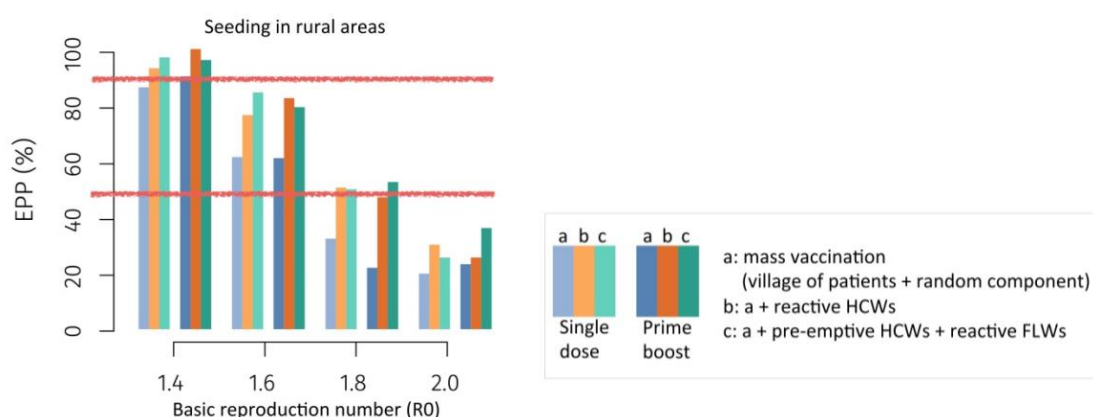 Seeding in rural areas
EPP (%)
100
80
60
40
20
0
1.4 1.6 1.8 2.0
Basic reproduction number (R0)
a b c a b c
Single dose
Prime boost
a: mass vaccination
(village of patients + random component)
b: a + reactive HCWs
c: a + pre-emptive HCWs + reactive FLWs